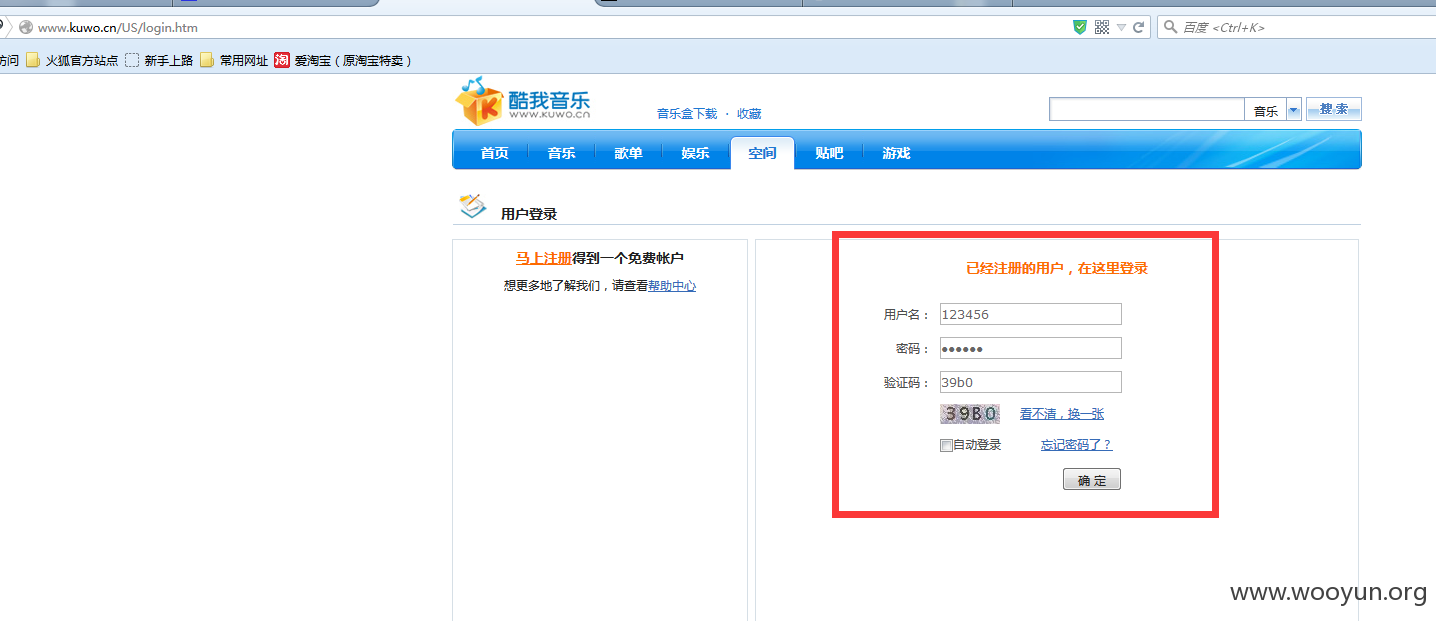 www.kuwo.cn/US/login.htm
百度 <Ctrl+K>
访问 火狐官方站点 新手上路 常用网址 淘 爱淘宝（原淘宝特卖）
酷我音乐
www.kuwo.cn
音乐盒下载 · 收藏
音乐 搜索
首页 音乐 歌单 娱乐 空间 贴吧 游戏
用户登录
马上注册得到一个免费帐户
想更多地了解我们，请查看帮助中心
已经注册的用户，在这里登录
用户名： 123456
密码： ●●●●●●
验证码： 39b0
39B0 看不清，换一张
自动登录 忘记密码了？
确 定
www.wooyun.org